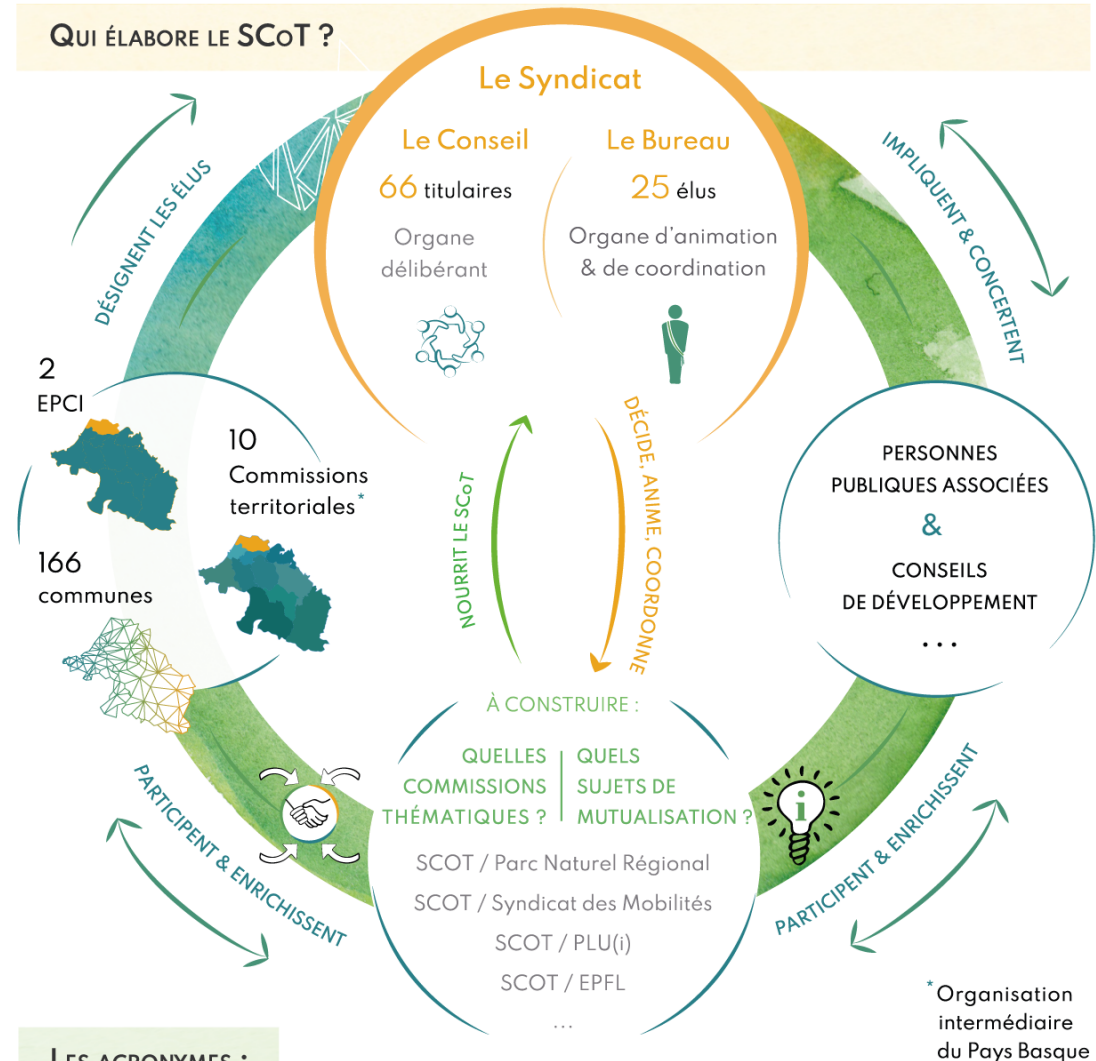 QUI ÉLABORE LE SCOT ?
Le Syndicat
Le Conseil
66 titulaires
Organe
délibérant
Le Bureau
25 élus
Organe d'animation
& de coordination
DÉSIGNENT LES ÉLUS
IMPLIQUENT & CONCERTENT
2
EPCI
10
Commissions
territoriales*
166
communes
NOURRIT LE SCoT
DÉCIDE, ANIME, COORDONNE
PERSONNES
PUBLIQUES ASSOCIÉES
&
CONSEILS
DE DÉVELOPPEMENT
...
À CONSTRUIRE :
QUELLES
COMMISSIONS
THÉMATIQUES ?
QUELS
SUJETS DE
MUTUALISATION ?
SCOT / Parc Naturel Régional
SCOT / Syndicat des Mobilités
SCOT / PLU(i)
SCOT / EPFL
...
PARTICIPENT & ENRICHISSENT
i
PARTICIPENT & ENRICHISSENT
*Organisation
intermédiaire
du Pays Basque
LES ACRONYMES :